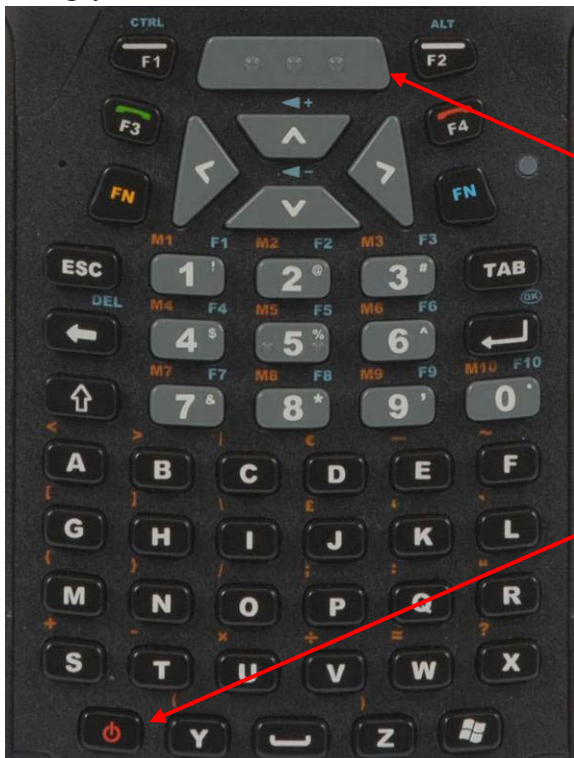 CTRL ALT
F1 F2
+
F3 F4
-
FN FN
M1 F1 M2 F2 M3 F3
ESC 1 ! 2 @ 3 # TAB
DEL M4 F4 M5 F5 M6 F6 OK
4 $ 5 % 6 ^
M7 F7 M8 F8 M9 F9 M10 F10
7 & 8 * 9 ' 0 .
< > | € — ~
A B C D E F
[ ] \ £ ‘ `
G H I J K L
{ } / ; : “
M N O P Q R
+ - × ÷ = ?
S T U V W X
( )
Y Z